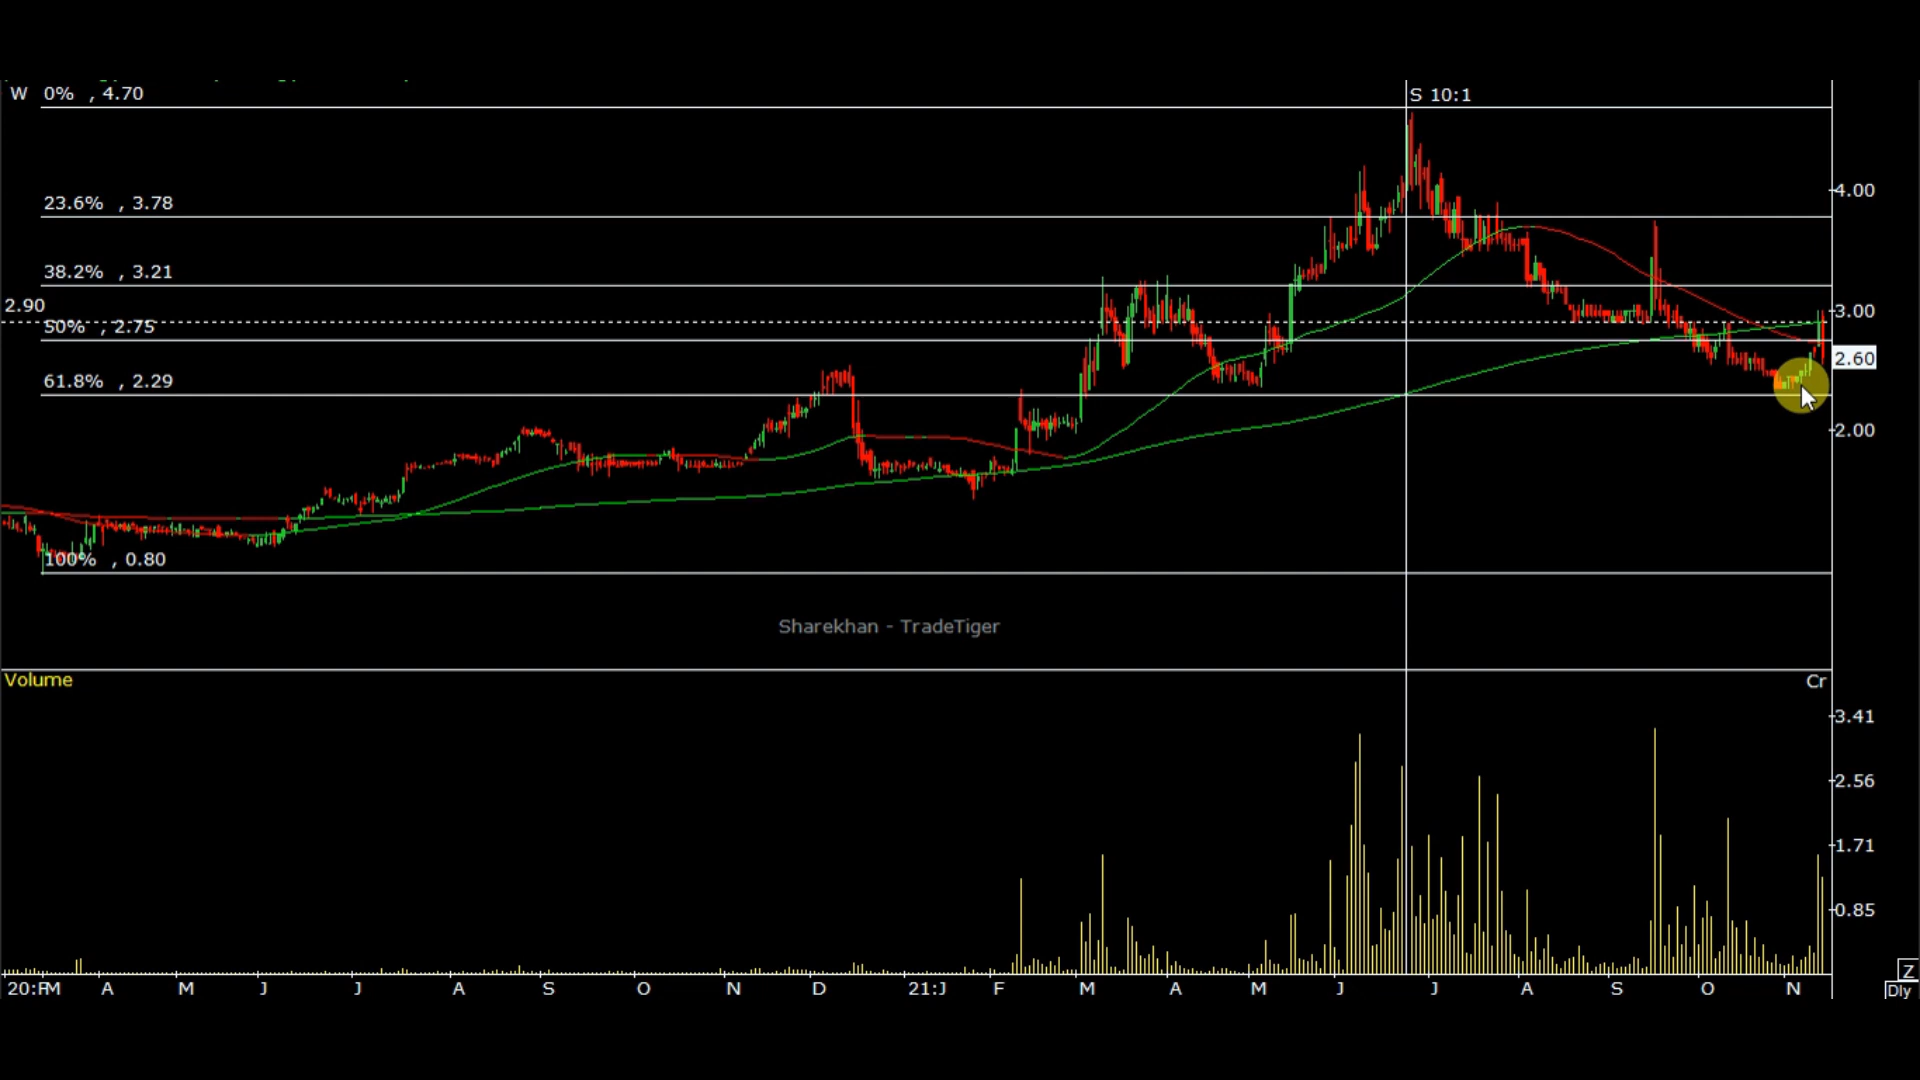 W 0% , 4.70
S 10:1
4.00
23.6% , 3.78
38.2% , 3.21
2.90
3.00
50% , 2.75
2.60
61.8% , 2.29
2.00
100% , 0.80
Sharekhan - TradeTiger
Volume
Cr
3.41
2.56
1.71
0.85
Z
20:FM A M J J A S O N D 21:J F M A M J J A S O N
Dly